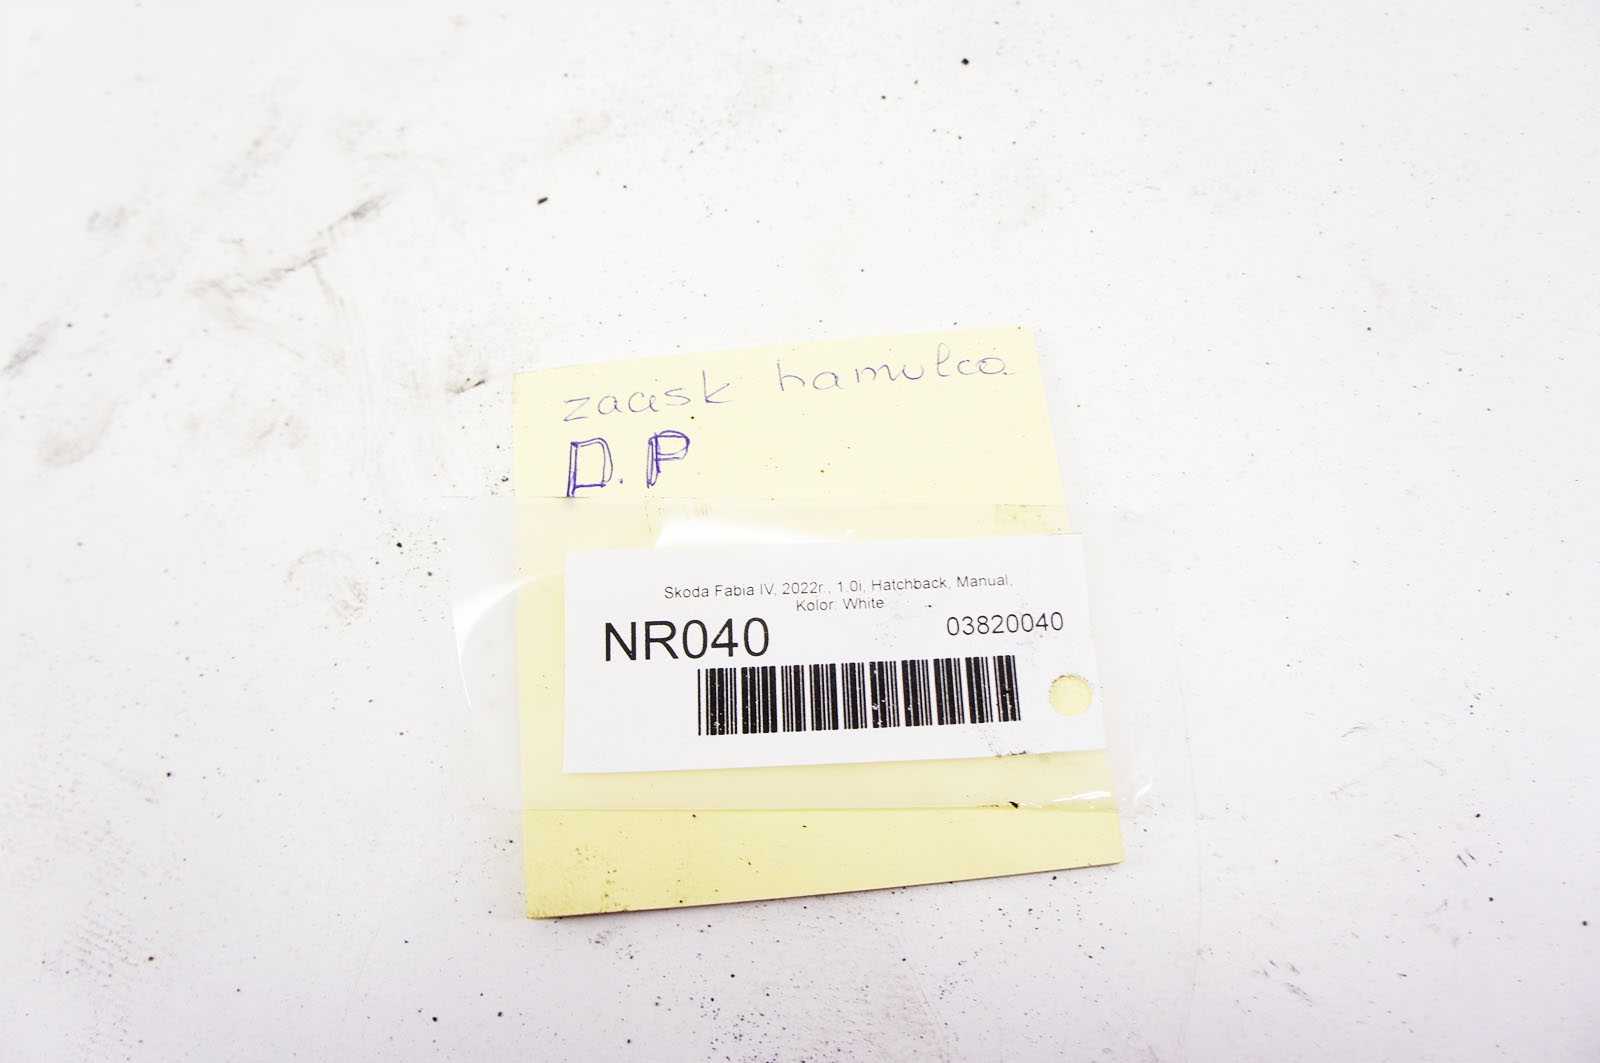 zacisk hamulca
D.P
Skoda Fabia IV, 2022r., 1.0i, Hatchback, Manual,
Kolor: White
NR040
03820040